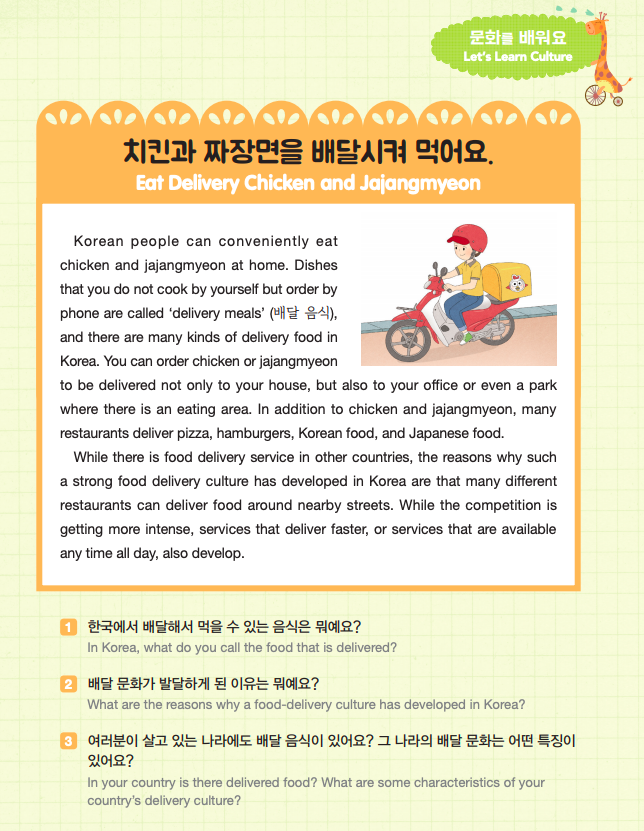 문화를 배워요
Let's Learn Culture
치킨과 짜장면을 배달시켜 먹어요.
Eat Delivery Chicken and Jajangmyeon
Korean people can conveniently eat
chicken and jajangmyeon at home. Dishes
that you do not cook by yourself but order by
phone are called ‘delivery meals’ (배달 음식),
and there are many kinds of delivery food in
Korea. You can order chicken or jajangmyeon
to be delivered not only to your house, but also to your office or even a park
where there is an eating area. In addition to chicken and jajangmyeon, many
restaurants deliver pizza, hamburgers, Korean food, and Japanese food.
While there is food delivery service in other countries, the reasons why such
a strong food delivery culture has developed in Korea are that many different
restaurants can deliver food around nearby streets. While the competition is
getting more intense, services that deliver faster, or services that are available
any time all day, also develop.
1 한국에서 배달해서 먹을 수 있는 음식은 뭐예요?
In Korea, what do you call the food that is delivered?
2 배달 문화가 발달하게 된 이유는 뭐예요?
What are the reasons why a food-delivery culture has developed in Korea?
3 여러분이 살고 있는 나라에도 배달 음식이 있어요? 그 나라의 배달 문화는 어떤 특징이
있어요?
In your country is there delivered food? What are some characteristics of your
country's delivery culture?